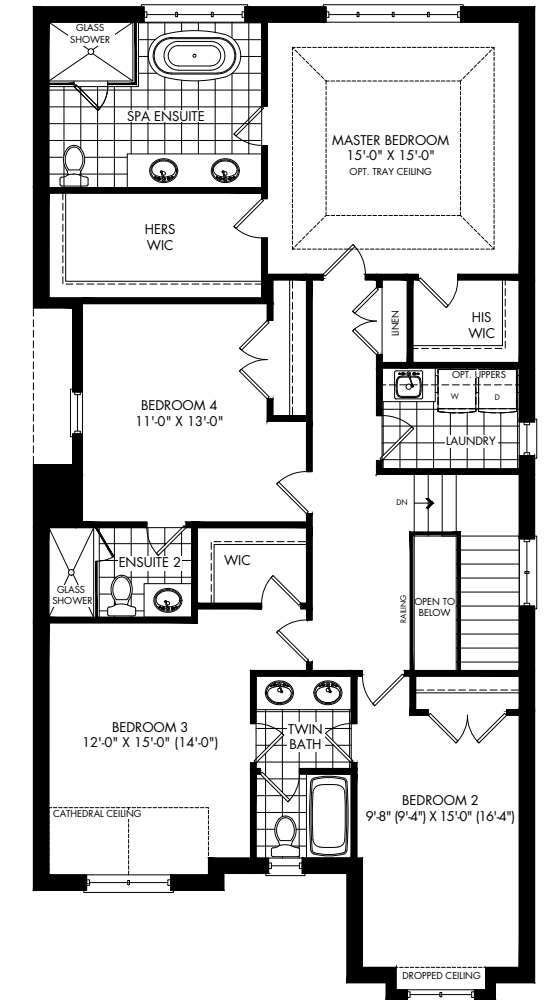 GLASS
SHOWER
SPA ENSUITE
MASTER BEDROOM
15'-0" X 15'-0"
OPT. TRAY CEILING
HERS
WIC
LINEN
HIS
WIC
OPT. UPPERS
W
D
LAUNDRY
BEDROOM 4
11'-0" X 13'-0"
DN
ENSUITE 2
GLASS
SHOWER
WIC
RAILING
OPEN TO
BELOW
TWIN
BATH
BEDROOM 3
12'-0" X 15'-0" (14'-0")
CATHEDRAL CEILING
BEDROOM 2
9'-8" (9'-4") X 15'-0" (16'-4")
DROPPED CEILING